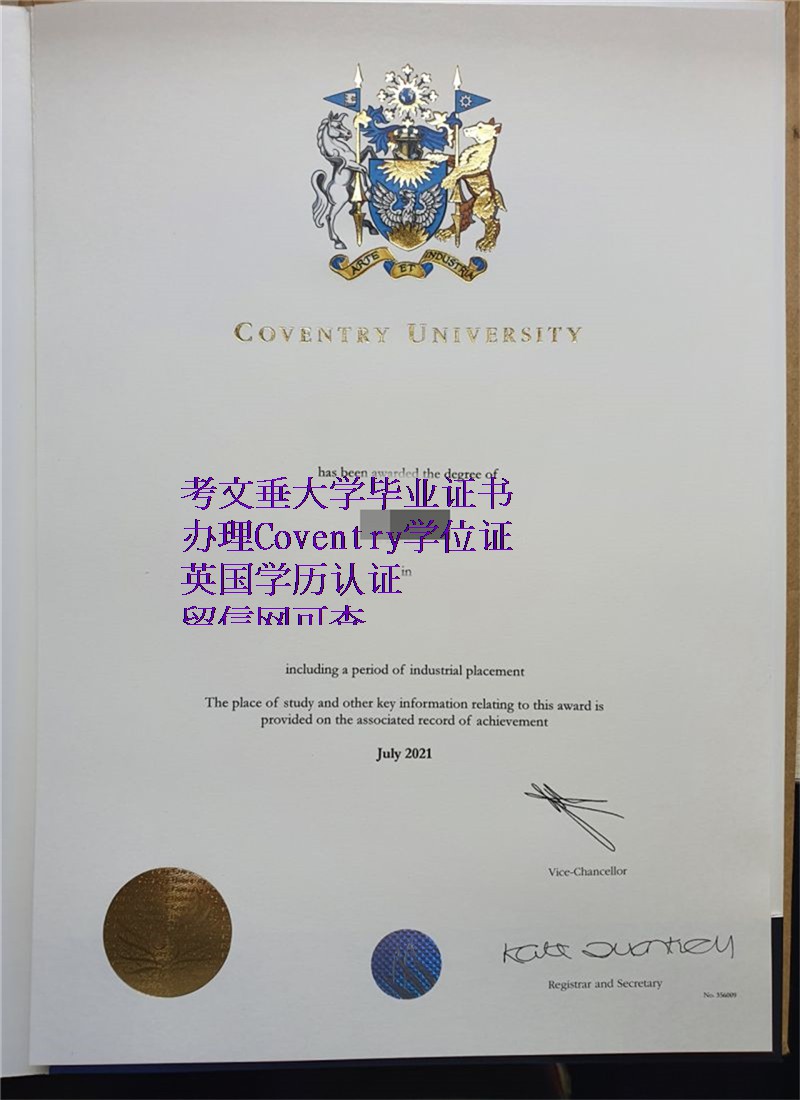 ARTE ET INDUSTRIA
COVENTRY UNIVERSITY
has been awarded the degree of
考文垂大学毕业证书
办理Coventry学位证
in
英国学历认证
留信网可查
including a period of industrial placement
The place of study and other key information relating to this award is
provided on the associated record of achievement
July 2021
Vice-Chancellor
Registrar and Secretary
No. 356009